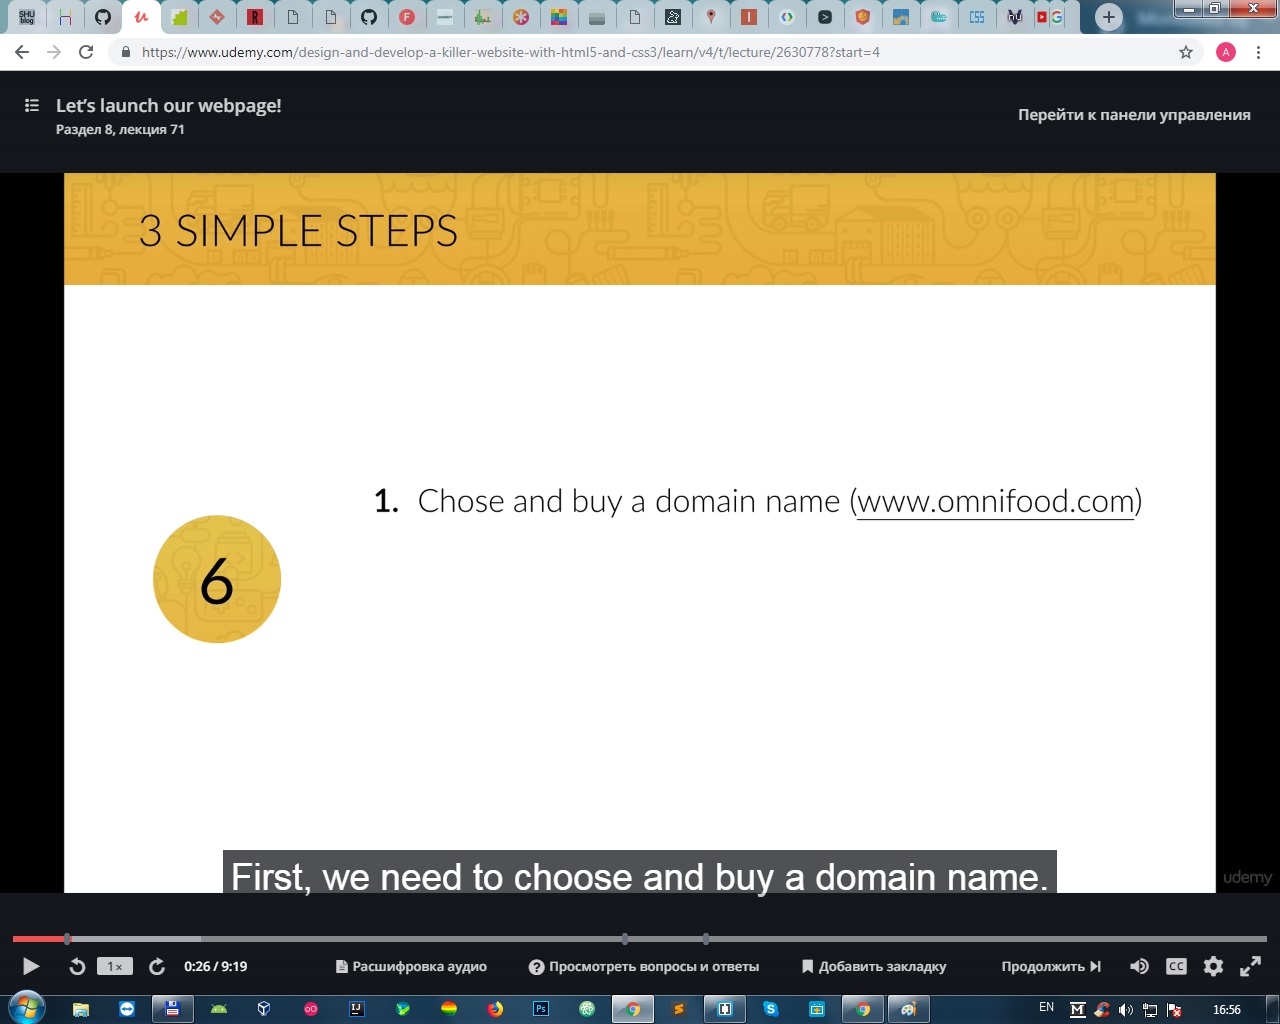 SHU
blog
https://www.udemy.com/design-and-develop-a-killer-website-with-html5-and-css3/learn/v4/t/lecture/2630778?start=4
A
Let's launch our webpage!
Раздел 8, лекция 71
Перейти к панели управления
3 SIMPLE STEPS
1. Chose and buy a domain name (www.omnifood.com)
6
First, we need to choose and buy a domain name.
udemy
1×
0:26 / 9:19
Расшифровка аудио
Просмотреть вопросы и ответы
Добавить закладку
Продолжить
CC
EN
16:56